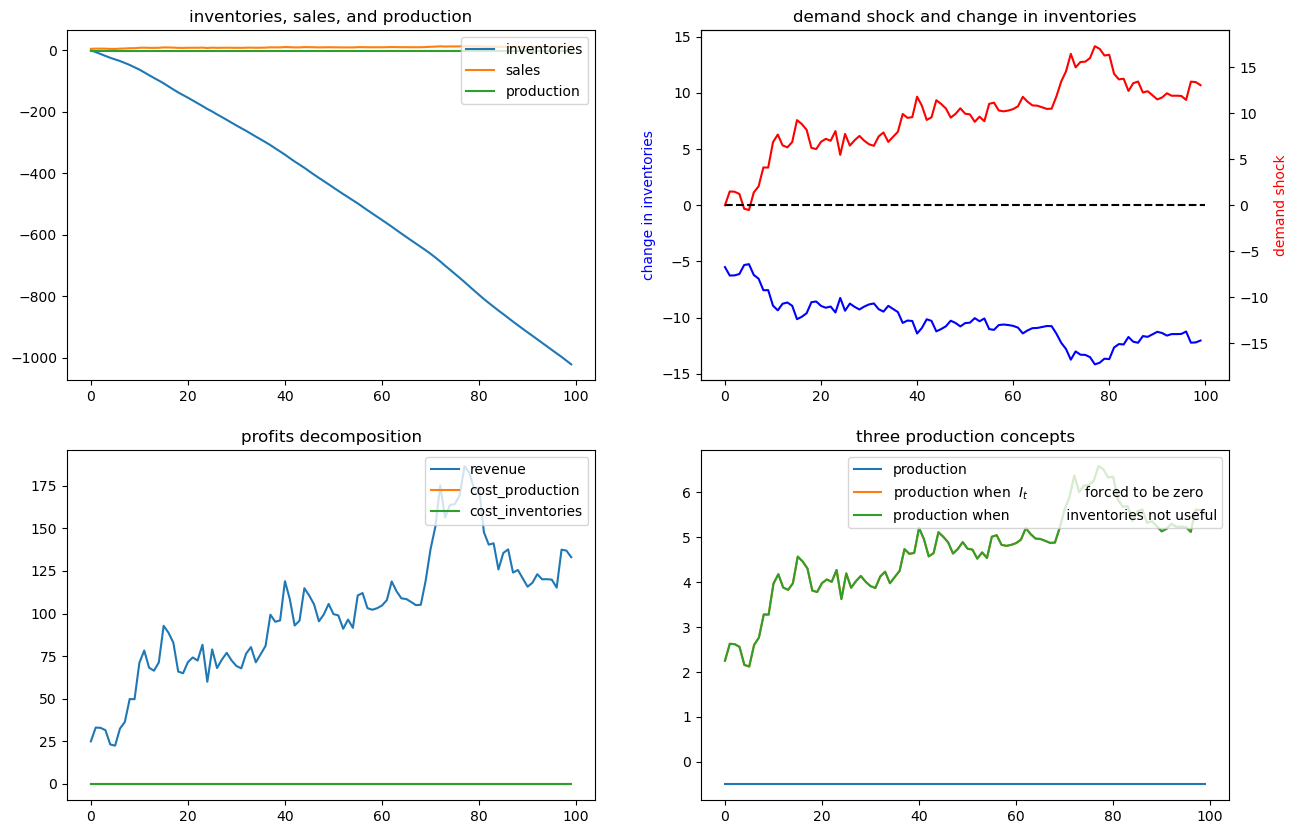 inventories, sales, and production
0
−200
−400
−600
−800
−1000
inventories
sales
production
0 20 40 60 80 100
demand shock and change in inventories
change in inventories
15
10
5
0
−5
−10
−15
15
10
5
0
−5
−10
−15
demand shock
0 20 40 60 80 100
profits decomposition
175
150
125
100
75
50
25
0
revenue
cost_production
cost_inventories
0 20 40 60 80 100
three production concepts
6
5
4
3
2
1
0
production
production when I_t forced to be zero
production when inventories not useful
0 20 40 60 80 100